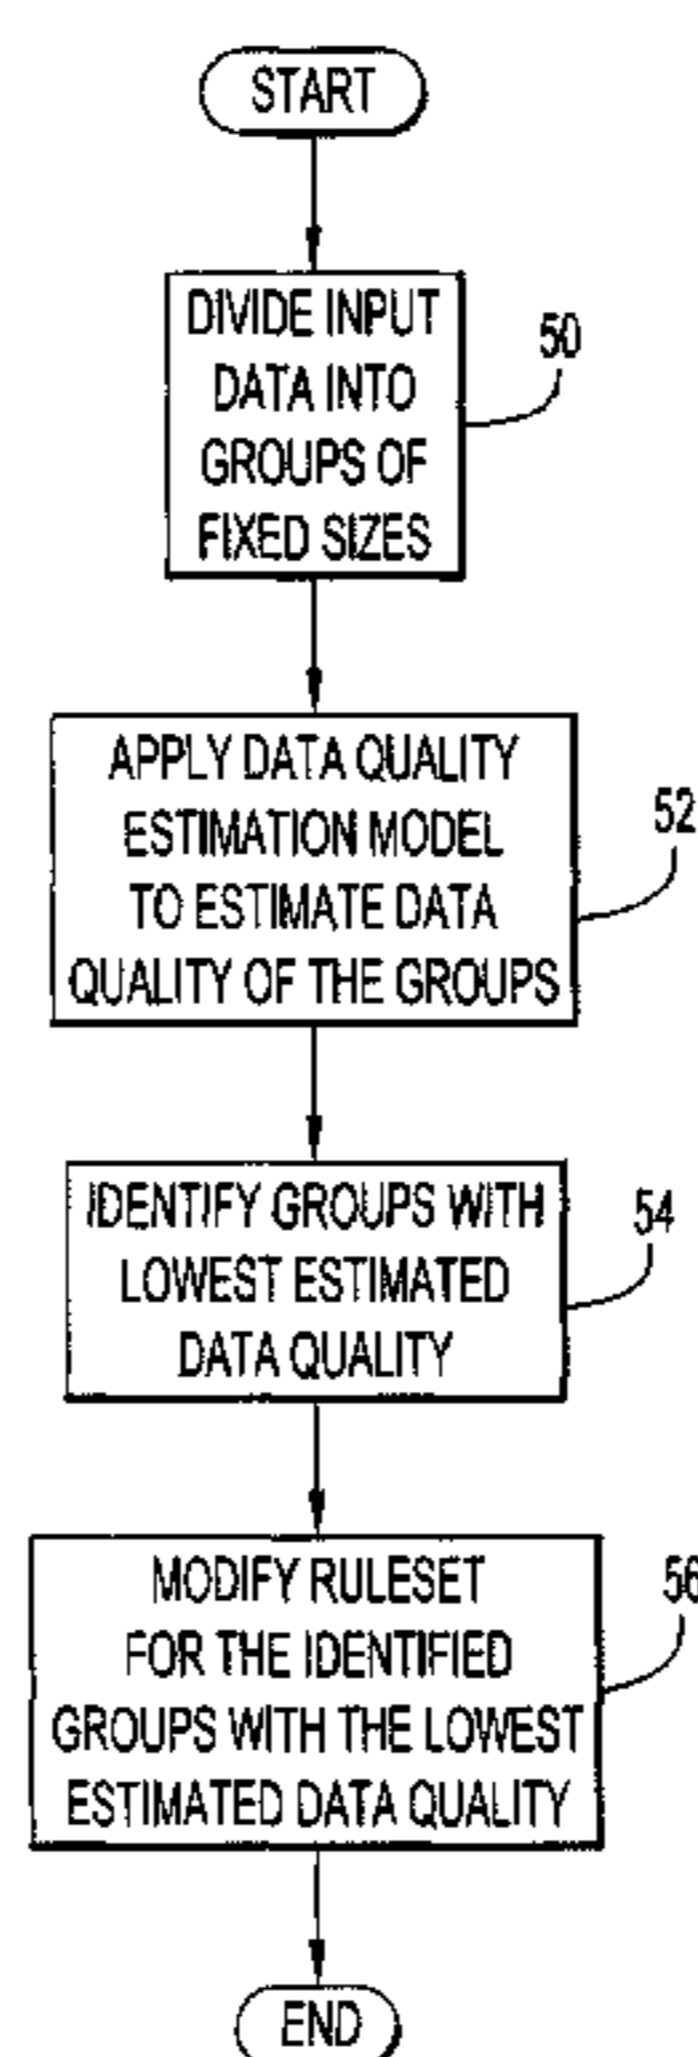 START
DIVIDE INPUT
DATA INTO
GROUPS OF
FIXED SIZES
50
APPLY DATA QUALITY
ESTIMATION MODEL
TO ESTIMATE DATA
QUALITY OF THE GROUPS
52
IDENTIFY GROUPS WITH
LOWEST ESTIMATED
DATA QUALITY
54
MODIFY RULESET
FOR THE IDENTIFIED
GROUPS WITH THE LOWEST
ESTIMATED DATA QUALITY
56
END